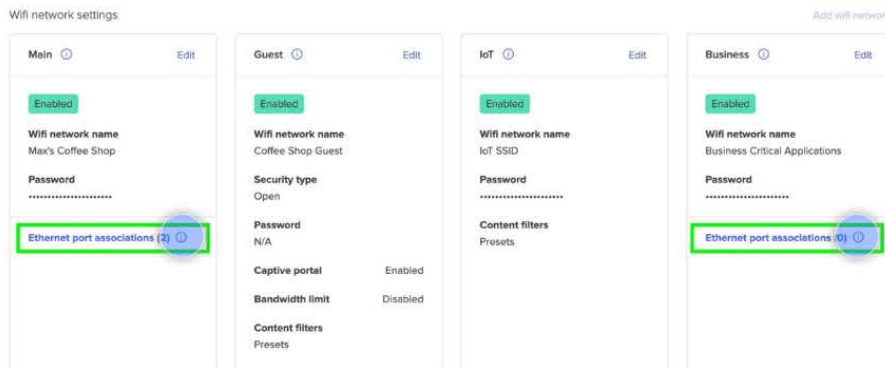 Wifi network settings
Add wifi networ
Main
Edit
Enabled
Wifi network name
Max's Coffee Shop
Password
••••••••••••••••••••••
Ethernet port associations (2)
Guest
Edit
Enabled
Wifi network name
Coffee Shop Guest
Security type
Open
Password
N/A
Captive portal Enabled
Bandwidth limit Disabled
Content filters
Presets
IoT
Edit
Enabled
Wifi network name
IoT SSID
Password
••••••••••••••••••••••
Content filters
Presets
Business
Edit
Enabled
Wifi network name
Business Critical Applications
Password
••••••••••••••••••••••
Ethernet port associations (0)